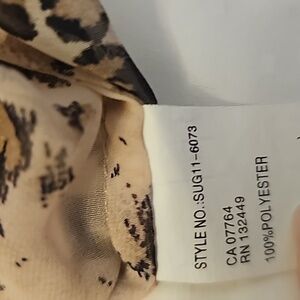 STYLE NO.:SUG11-6073
CA 07764
RN 132449
100%POLYESTER